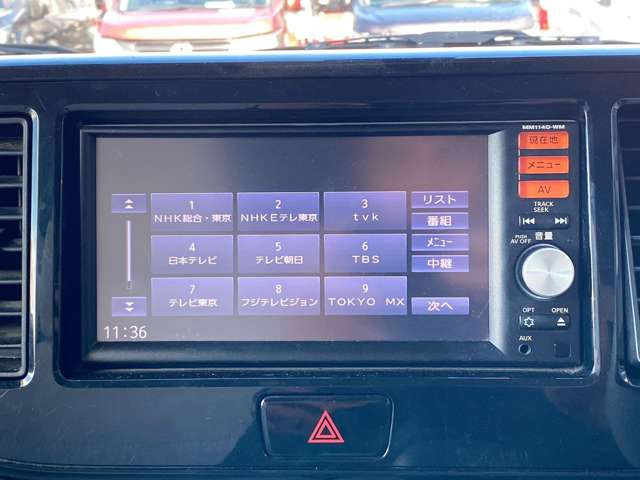 MM114D-WM
現在地
メニュー
AV
TRACK
SEEK
PUSH
AV OFF
音量
OPT
OPEN
AUX
1
NHK総合・東京
2
NHKEテレ東京
3
tvk
リスト
番組
4
日本テレビ
5
テレビ朝日
6
TBS
メニュー
中継
7
テレビ東京
8
フジテレビジョン
9
TOKYO MX
次へ
11:36